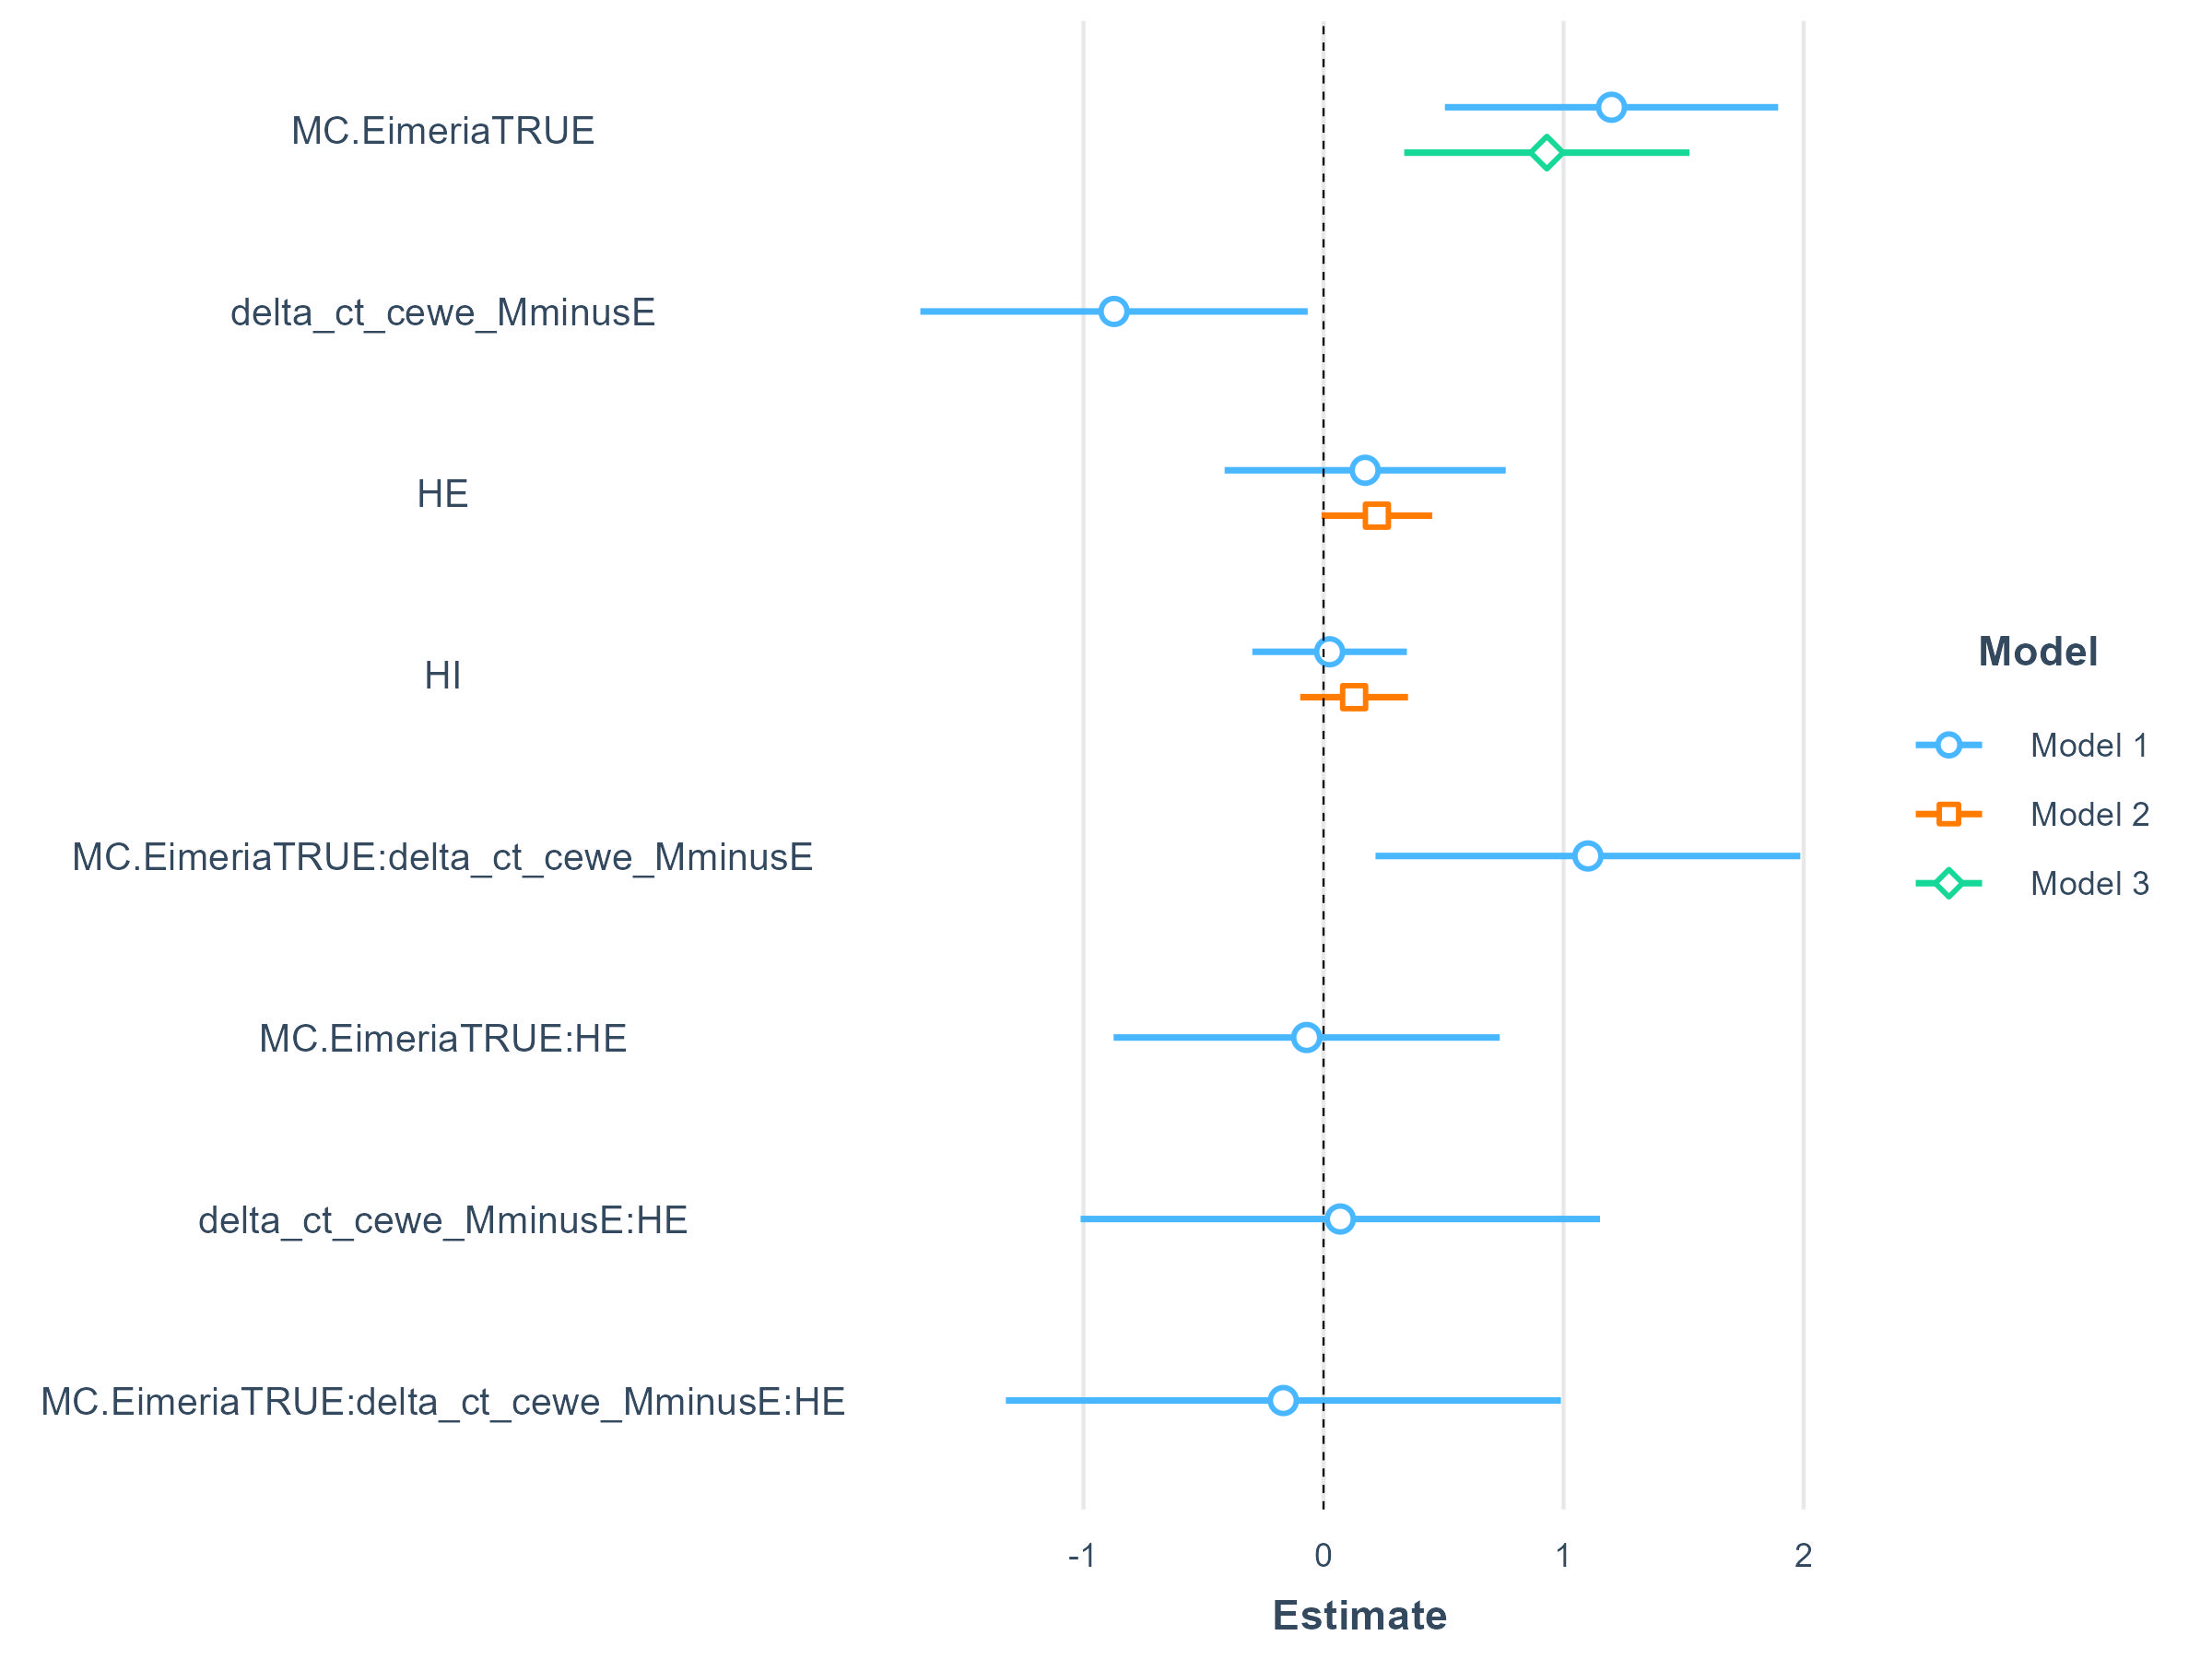 MC.EimeriaTRUE
delta_ct_cewe_MminusE
HE
HI
MC.EimeriaTRUE:delta_ct_cewe_MminusE
MC.EimeriaTRUE:HE
delta_ct_cewe_MminusE:HE
MC.EimeriaTRUE:delta_ct_cewe_MminusE:HE
-1 0 1 2
Estimate
Model
Model 1
Model 2
Model 3